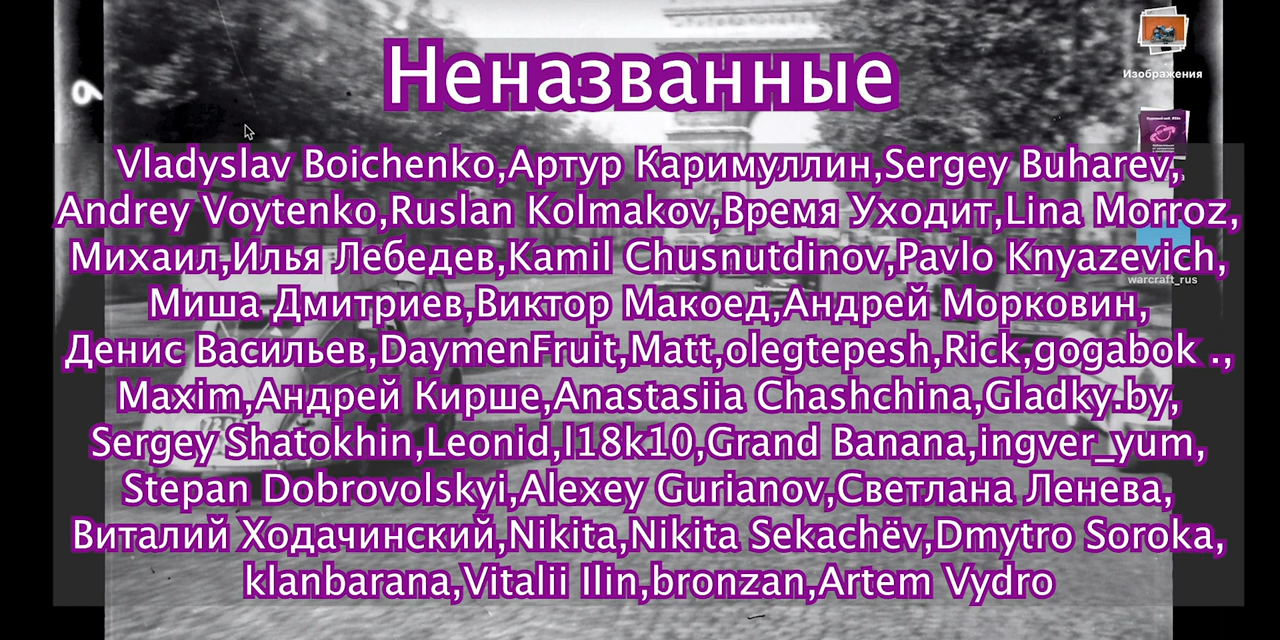 Неназванные
Изображения
Vladyslav Boichenko,Артур Каримуллин,Sergey Buharev,
Andrey Voytenko,Ruslan Kolmakov,Время Уходит,Lina Morroz,
Михаил,Илья Лебедев,Kamil Chusnutdinov,Pavlo Knyazevich,
warcraft_rus
Миша Дмитриев,Виктор Макоед,Андрей Морковин,
Денис Васильев,DaymenFruit,Matt,olegtepesh,Rick,gogabok .,
Maxim,Андрей Кирше,Anastasiia Chashchina,Gladky.by,
Sergey Shatokhin,Leonid,l18k10,Grand Banana,ingver_yum,
Stepan Dobrovolskyi,Alexey Gurianov,Светлана Ленева,
Виталий Ходачинский,Nikita,Nikita Sekachëv,Dmytro Soroka,
klanbarana,Vitalii Ilin,bronzan,Artem Vydro